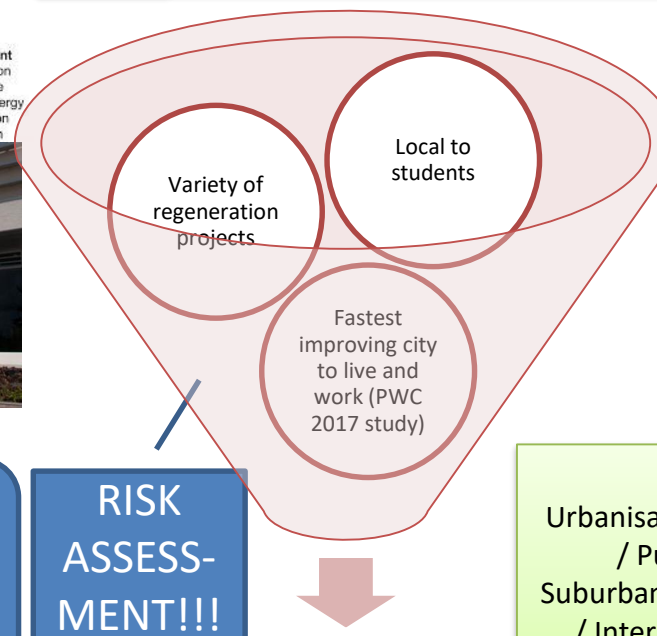 Local to
students
Variety of
regeneration
projects
Fastest
improving city
to live and
work (PWC
2017 study)
RISK
ASSESS-
MENT!!!
/
Suburban
/